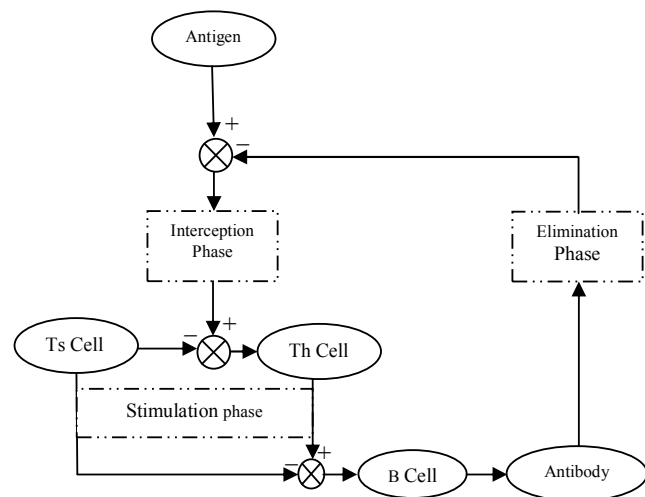 Antigen
+
−
Interception
Phase
Elimination
Phase
+
−
Ts Cell
Th Cell
Stimulation phase
+
−
B Cell
Antibody